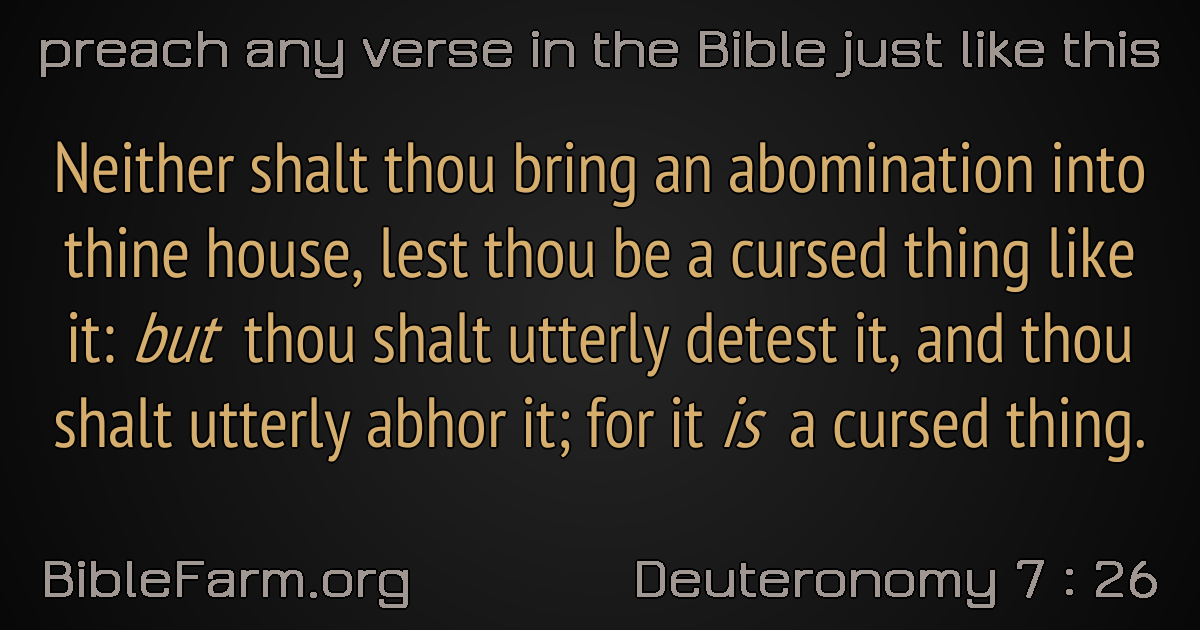 preach any verse in the Bible just like this
Neither shalt thou bring an abomination into
thine house, lest thou be a cursed thing like
it: but thou shalt utterly detest it, and thou
shalt utterly abhor it; for it is a cursed thing.
BibleFarm.org
Deuteronomy 7 : 26